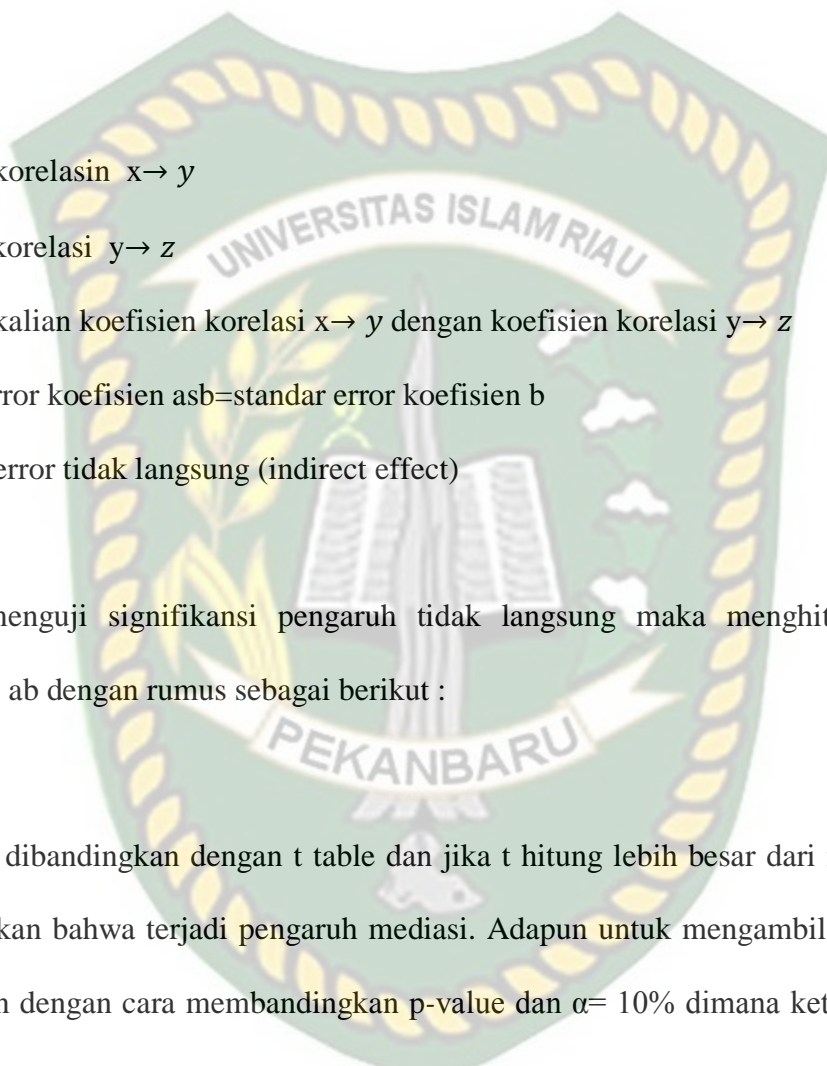 korelasin x→ y
UNIVERSITAS ISLAM RIAU
korelasi y→ z
kalian koefisien korelasi x→ y dengan koefisien korelasi y→ z
rror koefisien asb=standar error koefisien b
error tidak langsung (indirect effect)
nenguji signifikansi pengaruh tidak langsung maka menghit
ab dengan rumus sebagai berikut :
PEKANBARU
dibandingkan dengan t table dan jika t hitung lebih besar dari
kan bahwa terjadi pengaruh mediasi. Adapun untuk mengambil
n dengan cara membandingkan p-value dan α= 10% dimana ket